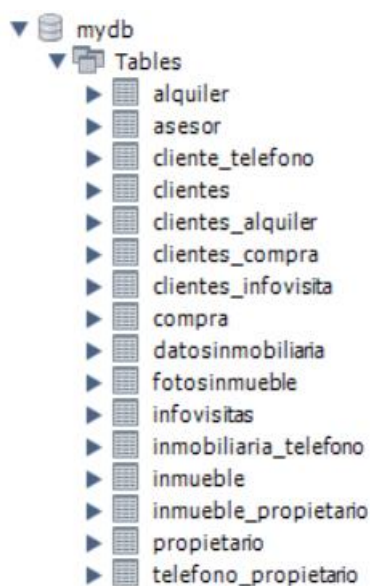 mydb
Tables
alquiler
asesor
cliente_telefono
clientes
clientes_alquiler
clientes_compra
clientes_infovisita
compra
datosinmobiliaria
fotosinmueble
infovisitas
inmobiliaria_telefono
inmueble
inmueble_propietario
propietario
telefono_propietario